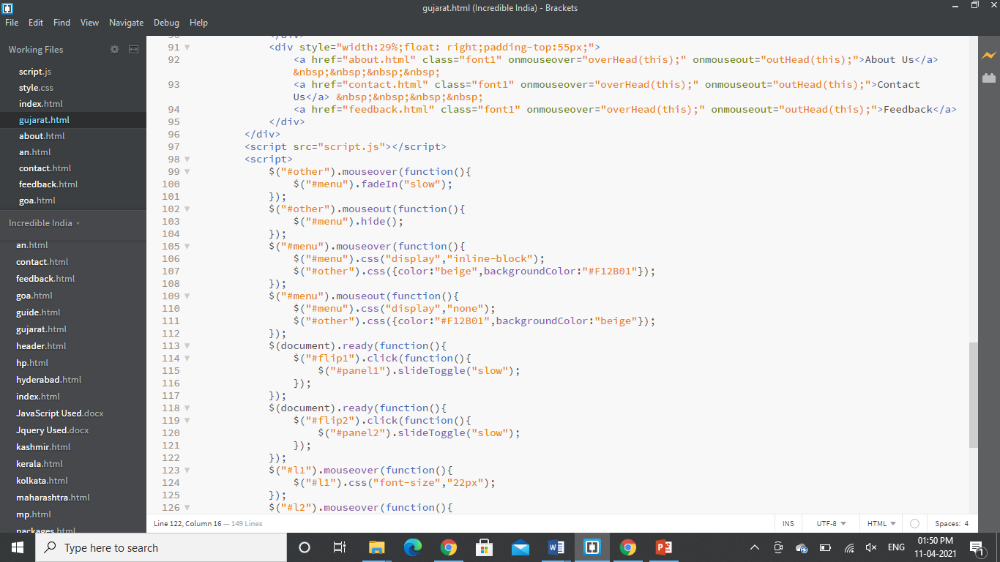 gujarat.html (Incredible India) - Brackets
File Edit Find View Navigate Debug Help
Working Files
script.js
style.css
index.html
gujarat.html
about.html
an.html
contact.html
feedback.html
goa.html
Incredible India
an.html
contact.html
feedback.html
goa.html
guide.html
gujarat.html
header.html
hp.html
hyderabad.html
index.html
JavaScript Used.docx
Jquery Used.docx
kashmir.html
kerala.html
kolkata.html
maharashtra.html
mp.html
packages.html
90 </div>
91 <div style="width:29%;float: right;padding-top:55px;">
92 <a href="about.html" class="font1" onmouseover="overHead(this);" onmouseout="outHead(this);">About Us</a>
&nbsp;&nbsp;&nbsp;&nbsp;
93 <a href="contact.html" class="font1" onmouseover="overHead(this);" onmouseout="outHead(this);">Contact
Us</a> &nbsp;&nbsp;&nbsp;&nbsp;
94 <a href="feedback.html" class="font1" onmouseover="overHead(this);" onmouseout="outHead(this);">Feedback</a>
95 </div>
96 </div>
97 <script src="script.js"></script>
98 <script>
99 $("#other").mouseover(function(){
100 $("#menu").fadeIn("slow");
101 });
102 $("#other").mouseout(function(){
103 $("#menu").hide();
104 });
105 $("#menu").mouseover(function(){
106 $("#menu").css("display","inline-block");
107 $("#other").css({color:"beige",backgroundColor:"#F12B01"});
108 });
109 $("#menu").mouseout(function(){
110 $("#menu").css("display","none");
111 $("#other").css({color:"#F12B01",backgroundColor:"beige"});
112 });
113 $(document).ready(function(){
114 $("#flip1").click(function(){
115 $("#panel1").slideToggle("slow");
116 });
117 });
118 $(document).ready(function(){
119 $("#flip2").click(function(){
120 $("#panel2").slideToggle("slow");
121 });
122 });
123 $("#l1").mouseover(function(){
124 $("#l1").css("font-size","22px");
125 });
126 $("#l2").mouseover(function(){
Line 122, Column 16 — 149 Lines
INS UTF-8 HTML Spaces: 4
Type here to search
ENG
01:50 PM
11-04-2021
1